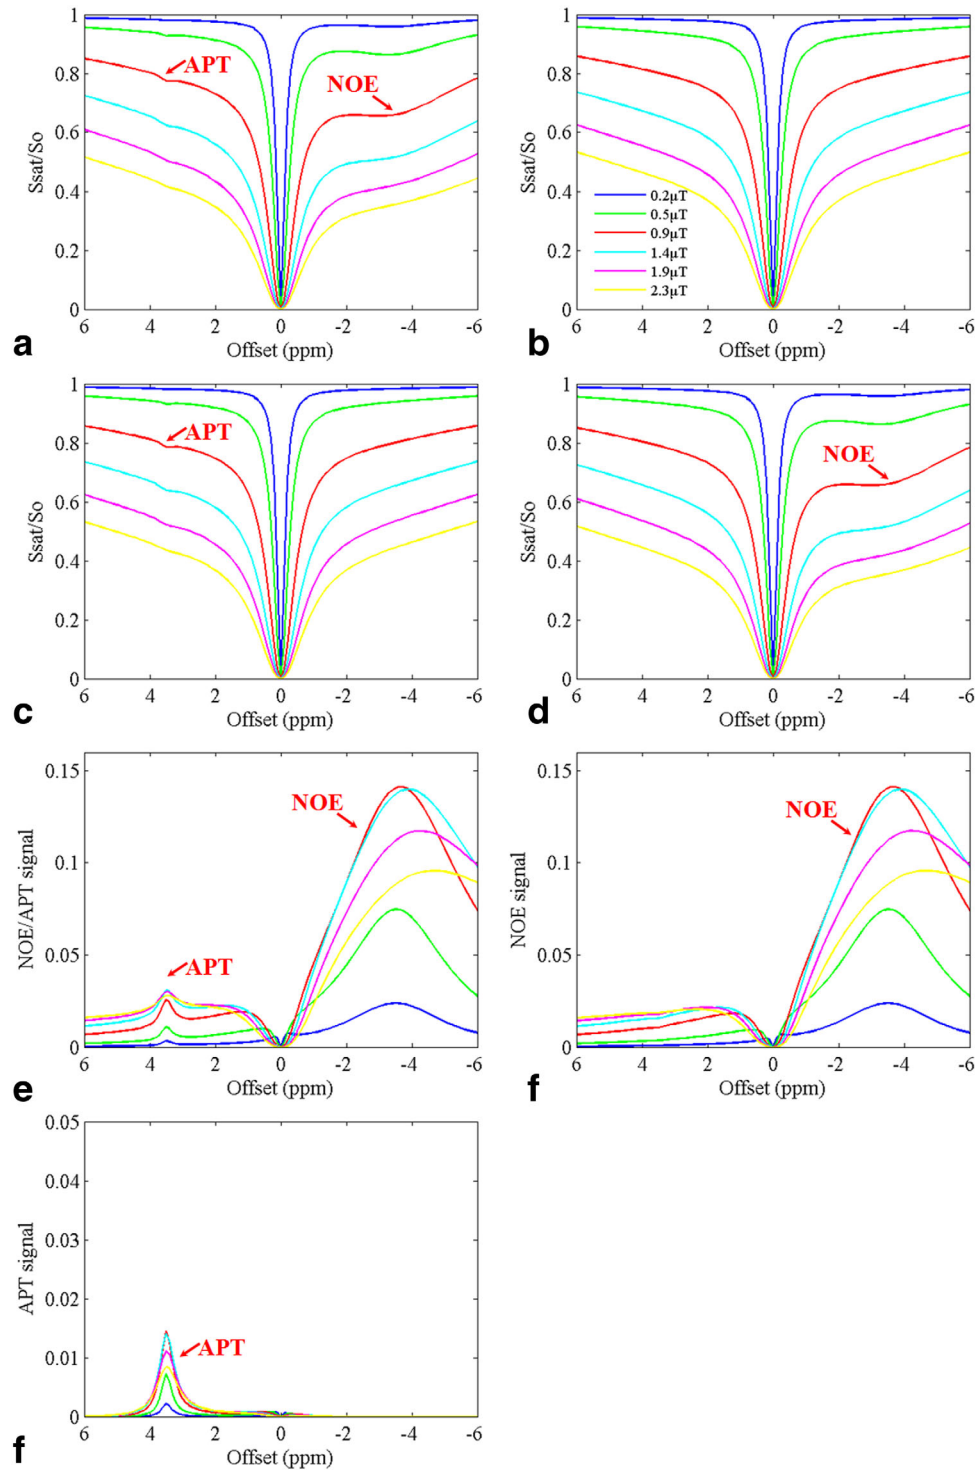 1
0.8
0.6
0.4
0.2
0
Ssat/So
APT
NOE
6 4 2 0 -2 -4 -6
Offset (ppm)
a
1
0.8
0.6
0.4
0.2
0
Ssat/So
0.2µT
0.5µT
0.9µT
1.4µT
1.9µT
2.3µT
6 4 2 0 -2 -4 -6
Offset (ppm)
b
1
0.8
0.6
0.4
0.2
0
Ssat/So
APT
6 4 2 0 -2 -4 -6
Offset (ppm)
c
1
0.8
0.6
0.4
0.2
0
Ssat/So
NOE
6 4 2 0 -2 -4 -6
Offset (ppm)
d
0.15
0.1
0.05
0
NOE/APT signal
NOE
APT
6 4 2 0 -2 -4 -6
Offset (ppm)
e
0.15
0.1
0.05
0
NOE signal
NOE
6 4 2 0 -2 -4 -6
Offset (ppm)
f
0.05
0.04
0.03
0.02
0.01
0
APT signal
APT
6 4 2 0 -2 -4 -6
Offset (ppm)
f